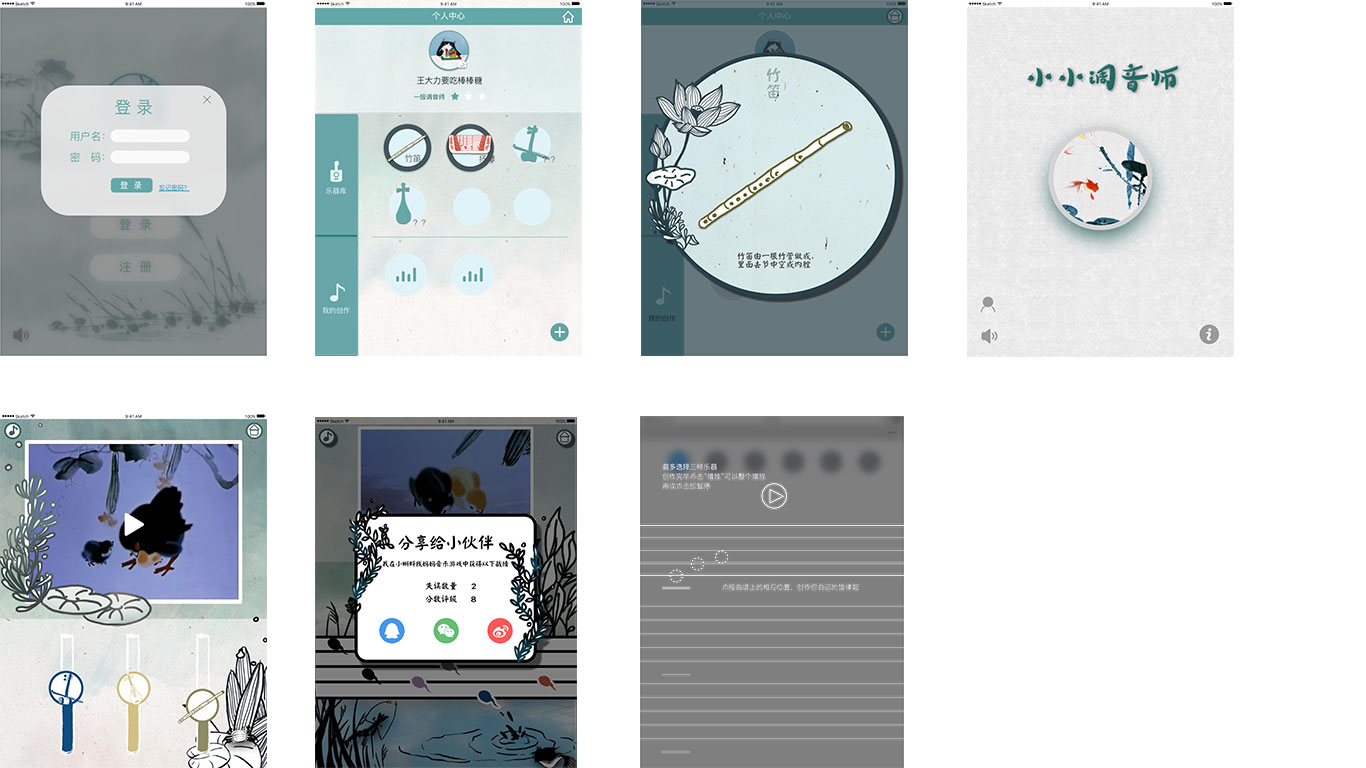 Sketch
9:41 AM
100%
登 录
用户名:
密 码:
登 录
忘记密码?
登 录
注 册
Sketch
9:41 AM
100%
个人中心
王大力要吃棒棒糖
一级调音师
竹笛
? ?
? ?
乐器库
我的创作
Sketch
9:41 AM
100%
个人中心
竹笛
竹笛由一根竹管做成,
里面去节中空成内膛
我的创作
Sketch
9:41 AM
100%
小小调音师
Sketch
9:41 AM
100%
Sketch
9:41 AM
100%
分享给小伙伴
我在小蝌蚪找妈妈音乐游戏中获得以下战绩
失误数量 2
分数评级 8
最多选择三种乐器
创作完毕点击“播放”可以整个播放
再次点击即暂停
点按曲谱上的相应位置,创作你自己的旋律吧